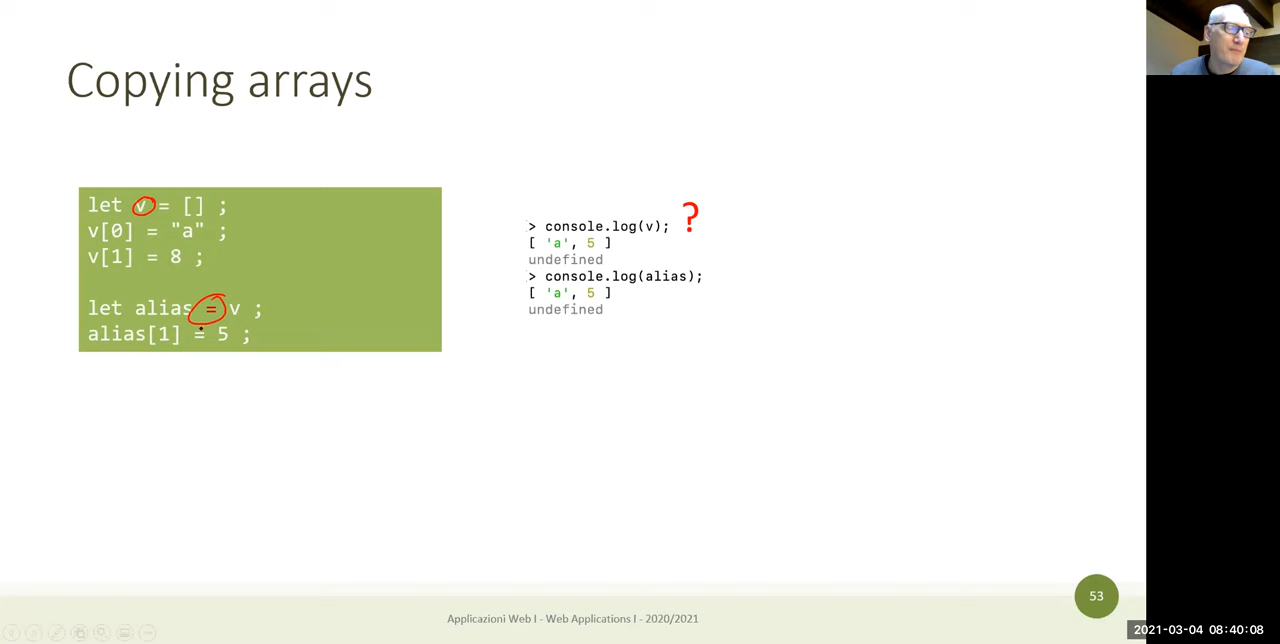 Copying arrays
let v = [] ;
v[0] = "a" ;
v[1] = 8 ;
let alias = v ;
alias[1] = 5 ;
?
> console.log(v);
[ 'a', 5 ]
undefined
> console.log(alias);
[ 'a', 5 ]
undefined
53
Applicazioni Web I - Web Applications I - 2020/2021
2021-03-04 08:40:08